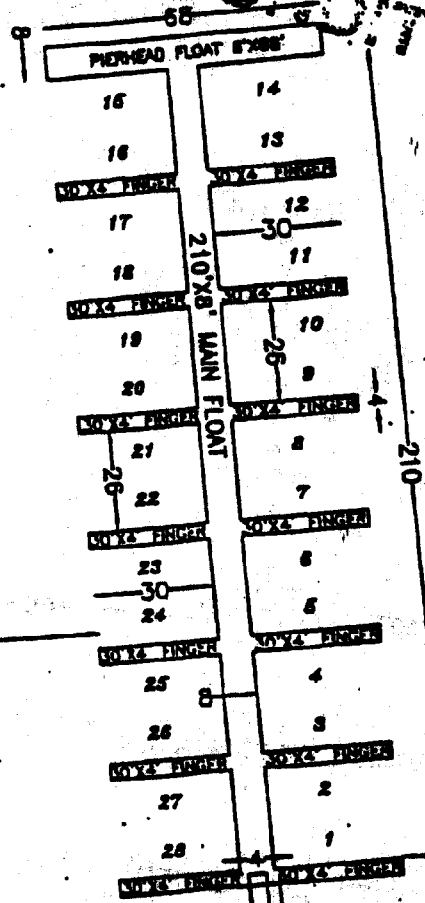 68
8
PIERHEAD FLOAT 8'X68'
15 14
16 13
30'X4' FINGER 30'X4' FINGER
17 12
30
18 11
30'X4' FINGER 30'X4' FINGER
210'X8' MAIN FLOAT
19 10
26
20 9
30'X4' FINGER 30'X4' FINGER
4
210
21 8
26
22 7
30'X4' FINGER 30'X4' FINGER
23 6
30
24 5
30'X4' FINGER 30'X4' FINGER
25 4
8
26 3
30'X4' FINGER 30'X4' FINGER
27 2
28 1
4
30'X4' FINGER 30'X4' FINGER